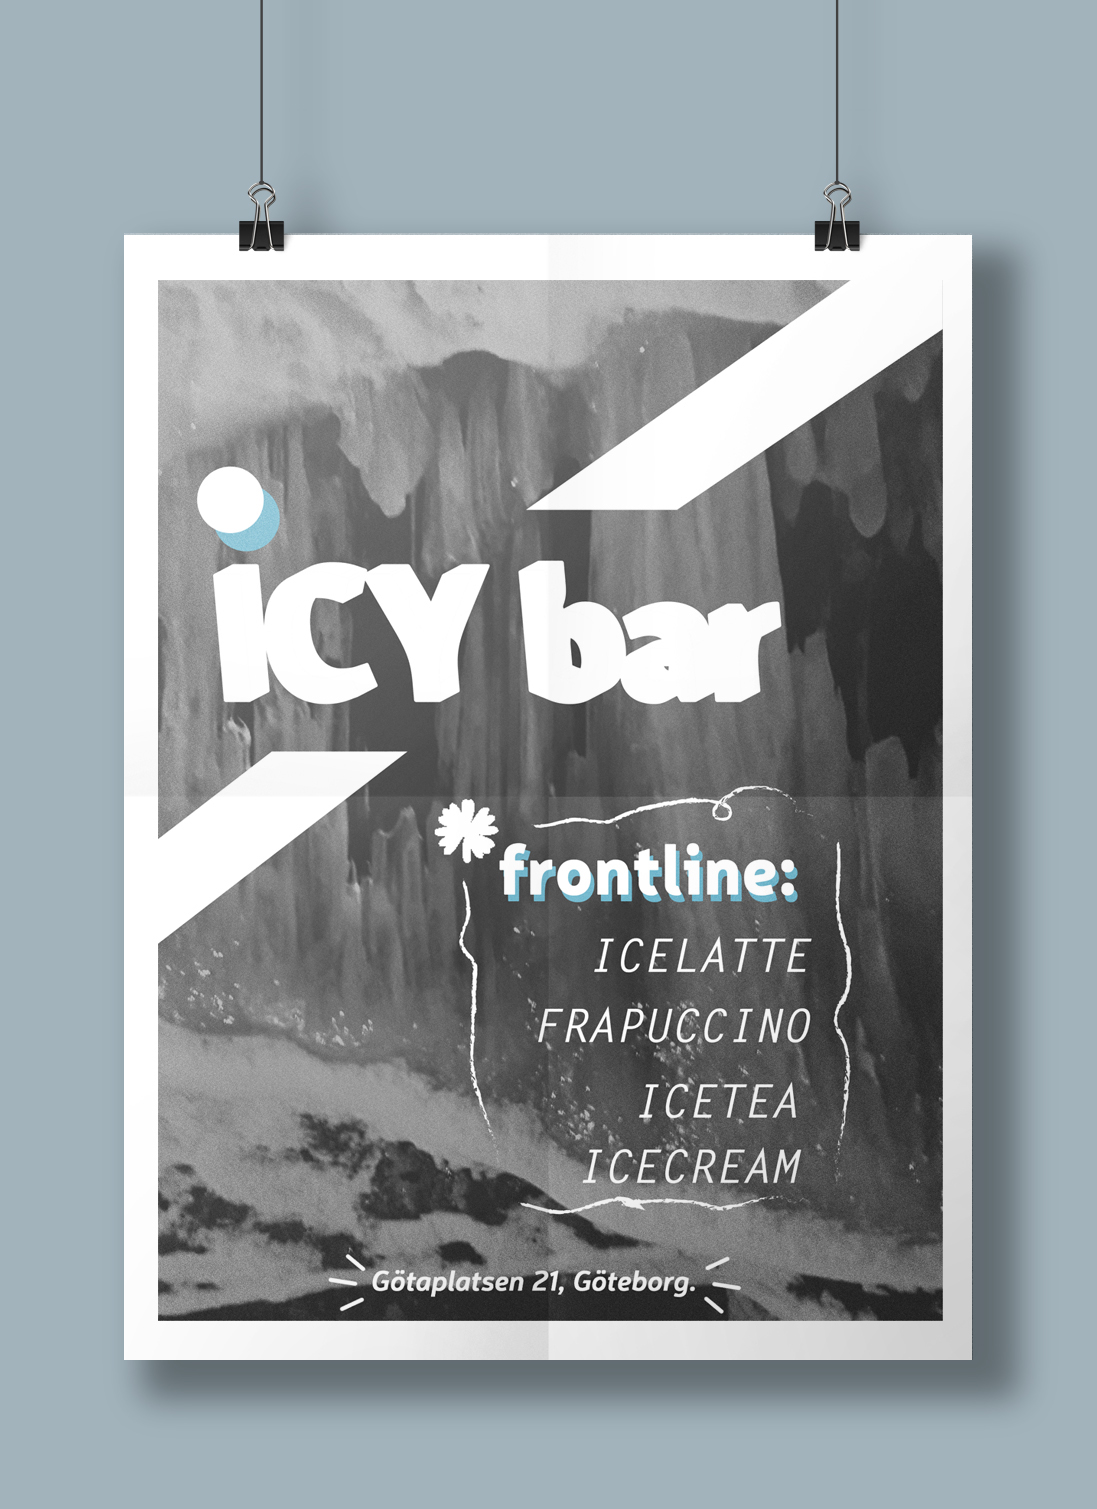 iCY bar
frontline:
ICELATTE
FRAPUCCINO
ICETEA
ICECREAM
Götaplatsen 21, Göteborg.